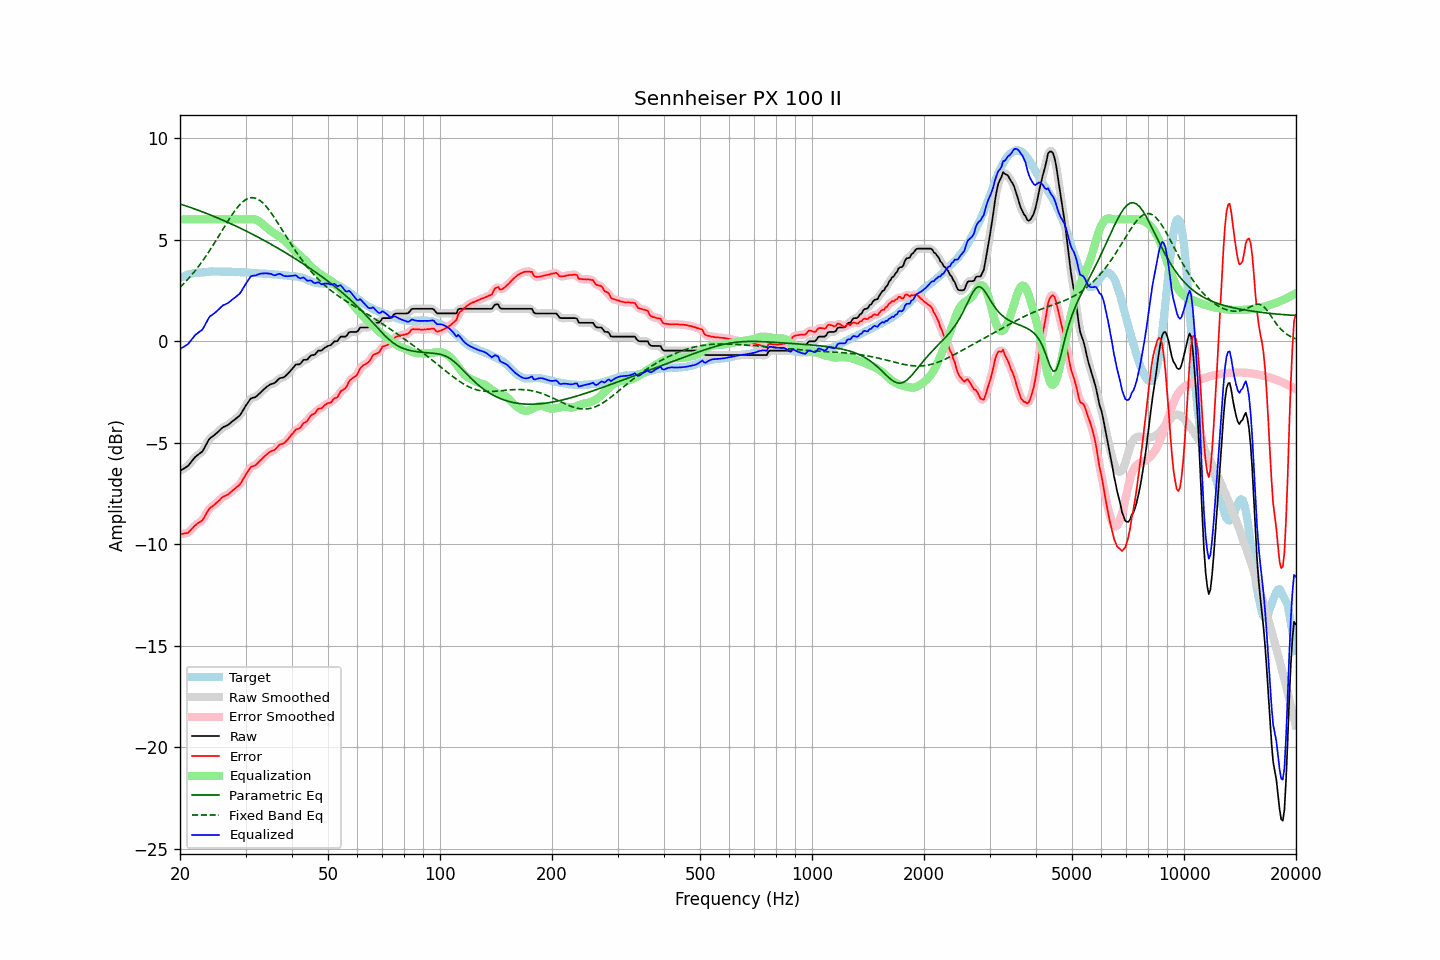 Sennheiser PX 100 II
Amplitude (dBr)
10
5
0
−5
−10
−15
−20
−25
Target
Raw Smoothed
Error Smoothed
Raw
Error
Equalization
Parametric Eq
Fixed Band Eq
Equalized
20 50 100 200 500 1000 2000 5000 10000 20000
Frequency (Hz)